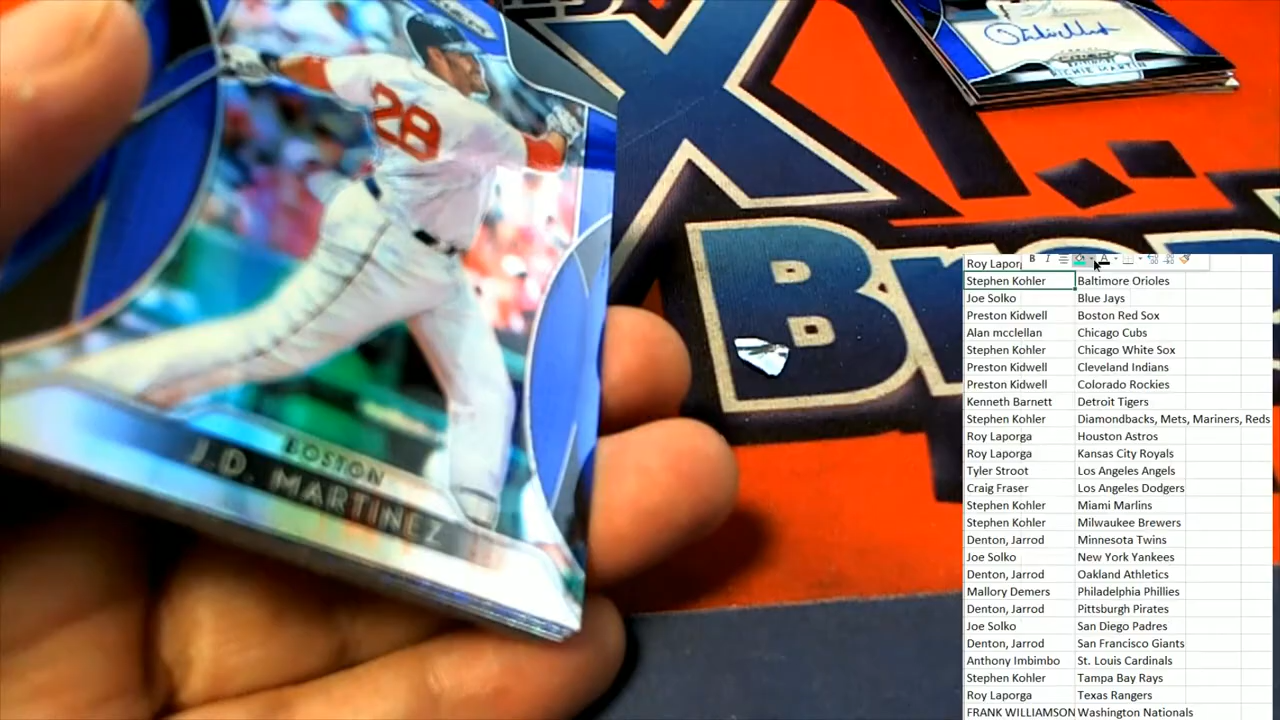 28
BOSTON
J.D. MARTINEZ
RICHIE MARTIN
X
Br
Roy Lapor
B I A
Stephen Kohler Baltimore Orioles
Joe Solko Blue Jays
Preston Kidwell Boston Red Sox
Alan mcclellan Chicago Cubs
Stephen Kohler Chicago White Sox
Preston Kidwell Cleveland Indians
Preston Kidwell Colorado Rockies
Kenneth Barnett Detroit Tigers
Stephen Kohler Diamondbacks, Mets, Mariners, Reds
Roy Laporga Houston Astros
Roy Laporga Kansas City Royals
Tyler Stroot Los Angeles Angels
Craig Fraser Los Angeles Dodgers
Stephen Kohler Miami Marlins
Stephen Kohler Milwaukee Brewers
Denton, Jarrod Minnesota Twins
Joe Solko New York Yankees
Denton, Jarrod Oakland Athletics
Mallory Demers Philadelphia Phillies
Denton, Jarrod Pittsburgh Pirates
Joe Solko San Diego Padres
Denton, Jarrod San Francisco Giants
Anthony Imbimbo St. Louis Cardinals
Stephen Kohler Tampa Bay Rays
Roy Laporga Texas Rangers
FRANK WILLIAMSON Washington Nationals